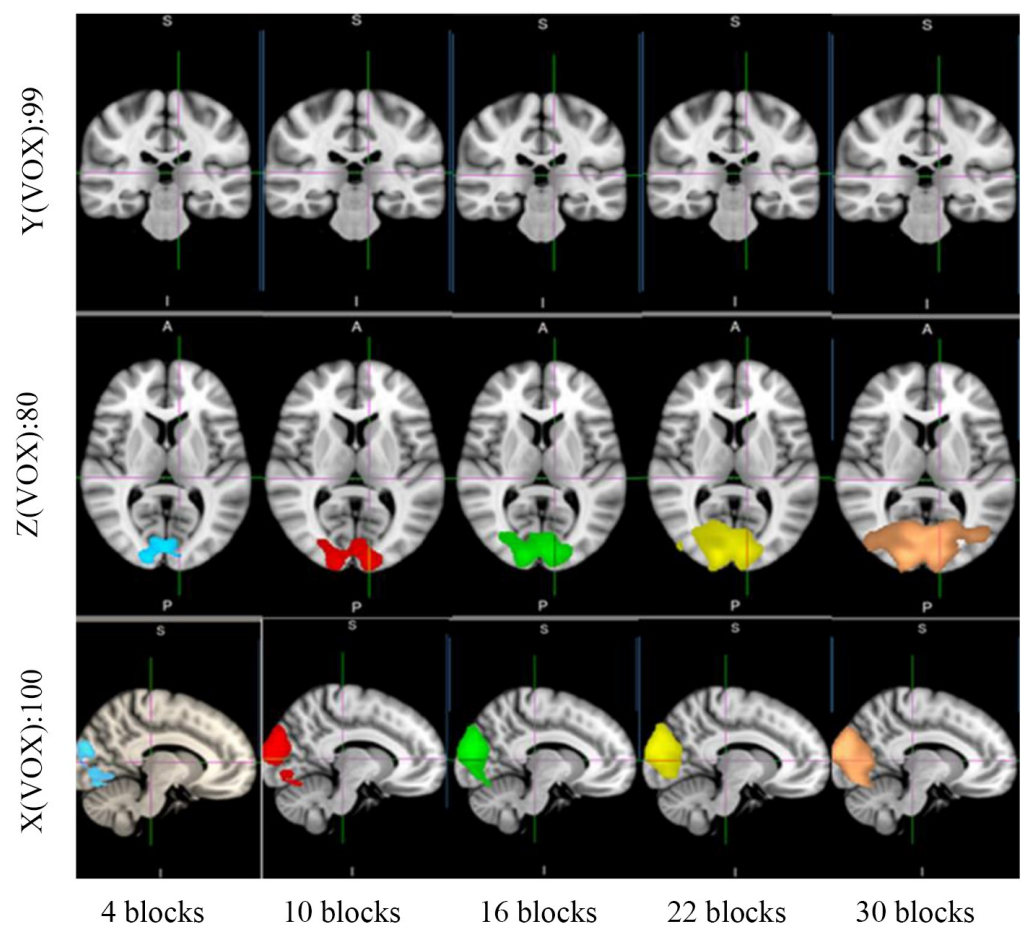 S S S S S
Y(VOX):99
I I I I I
A A A A A
Z(VOX):80
P P P P P
S S S S S
X(VOX):100
I I I I I
4 blocks 10 blocks 16 blocks 22 blocks 30 blocks